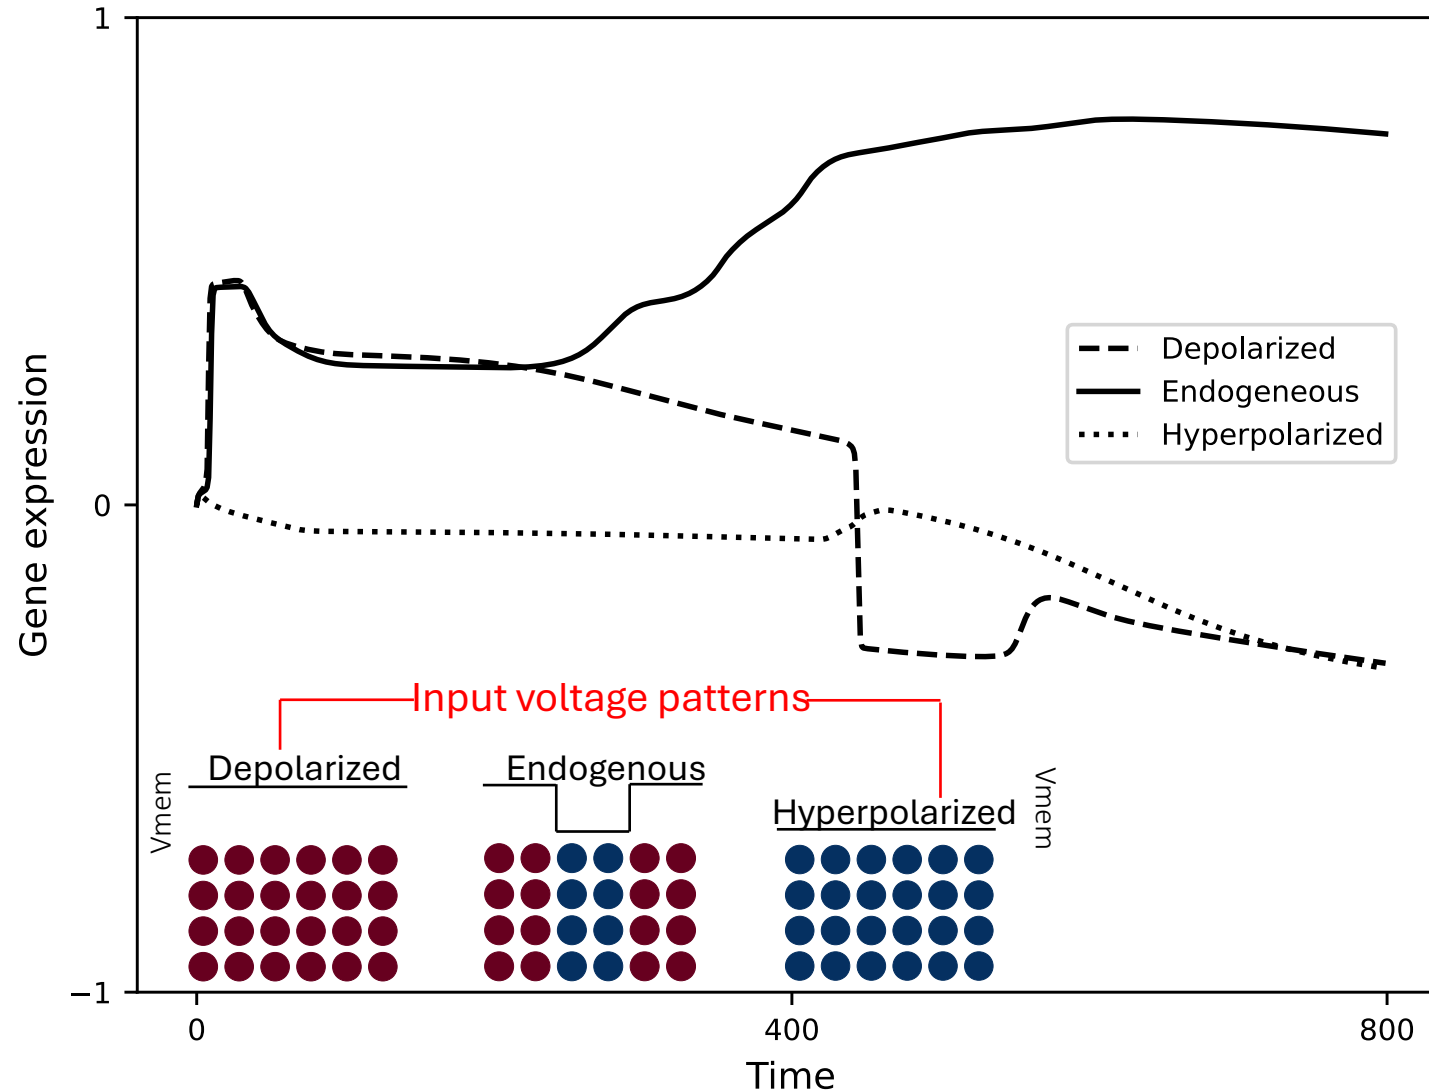 1
0
−1
Gene expression
Depolarized
Endogeneous
Hyperpolarized
Input voltage patterns
Depolarized
Endogenous
Hyperpolarized
Vmem
Vmem
0
400
800
Time